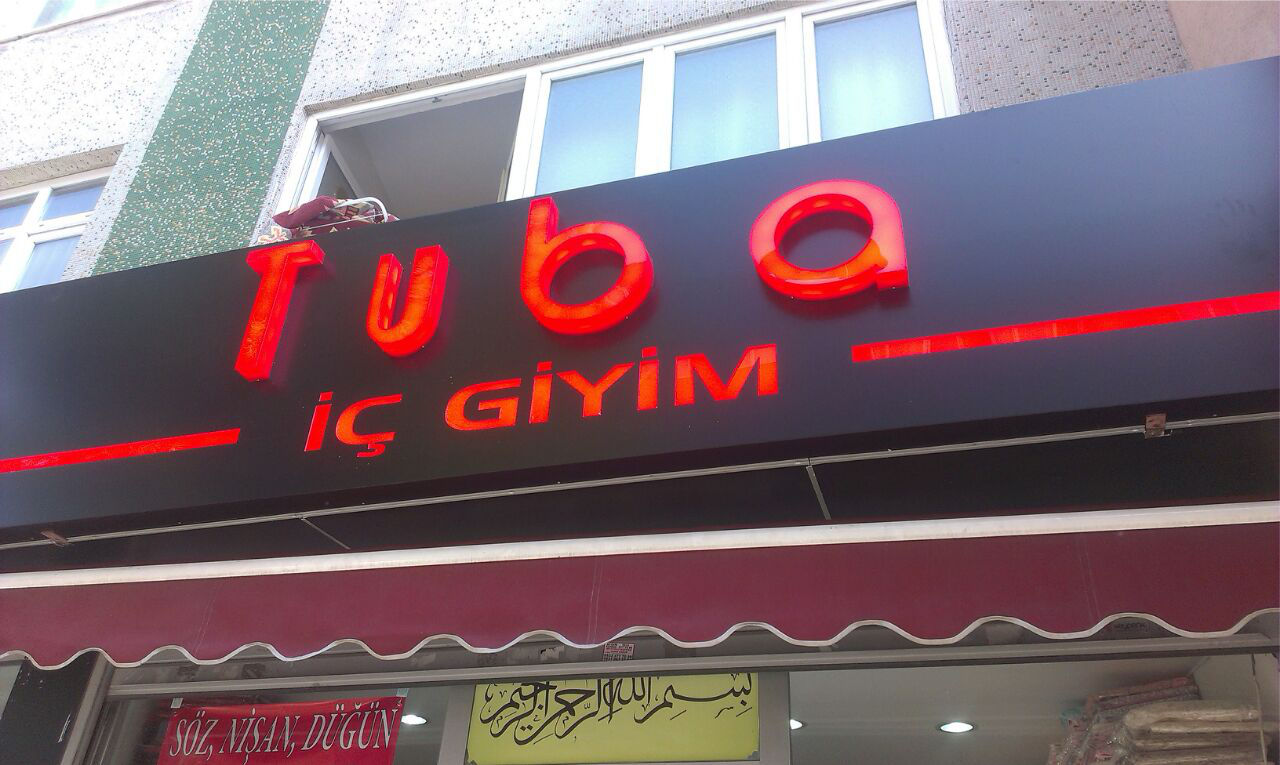 Tuba
İÇ GİYİM
SÖZ, NİŞAN, DÜĞÜN
بسم الله الرحمن الرحيم